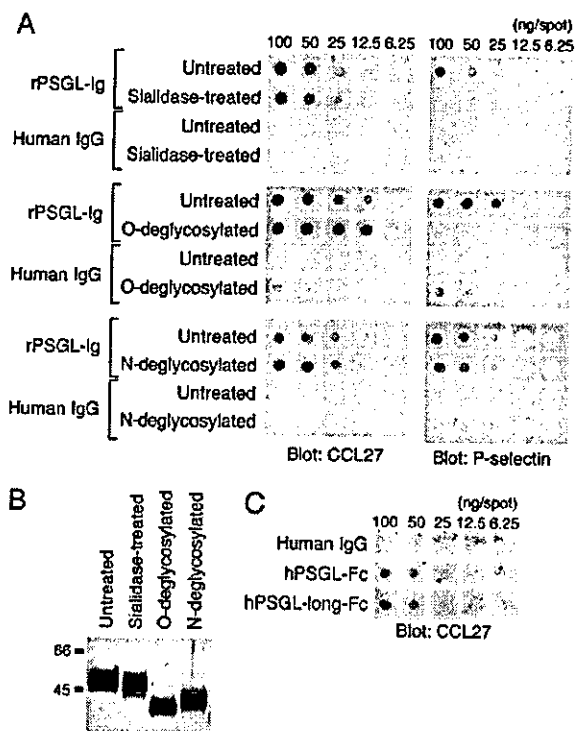 A
(ng/spot)
100 50 25 12.5 6.25 100 50 25 12.5 6.25
rPSGL-Ig
Untreated
Sialidase-treated
Human IgG
Untreated
Sialidase-treated
rPSGL-Ig
Untreated
O-deglycosylated
Human IgG
Untreated
O-deglycosylated
rPSGL-Ig
Untreated
N-deglycosylated
Human IgG
Untreated
N-deglycosylated
Blot: CCL27
Blot: P-selectin
B
Untreated
Sialidase-treated
O-deglycosylated
N-deglycosylated
66
45
C
(ng/spot)
100 50 25 12.5 6.25
Human IgG
hPSGL-Fc
hPSGL-long-Fc
Blot: CCL27